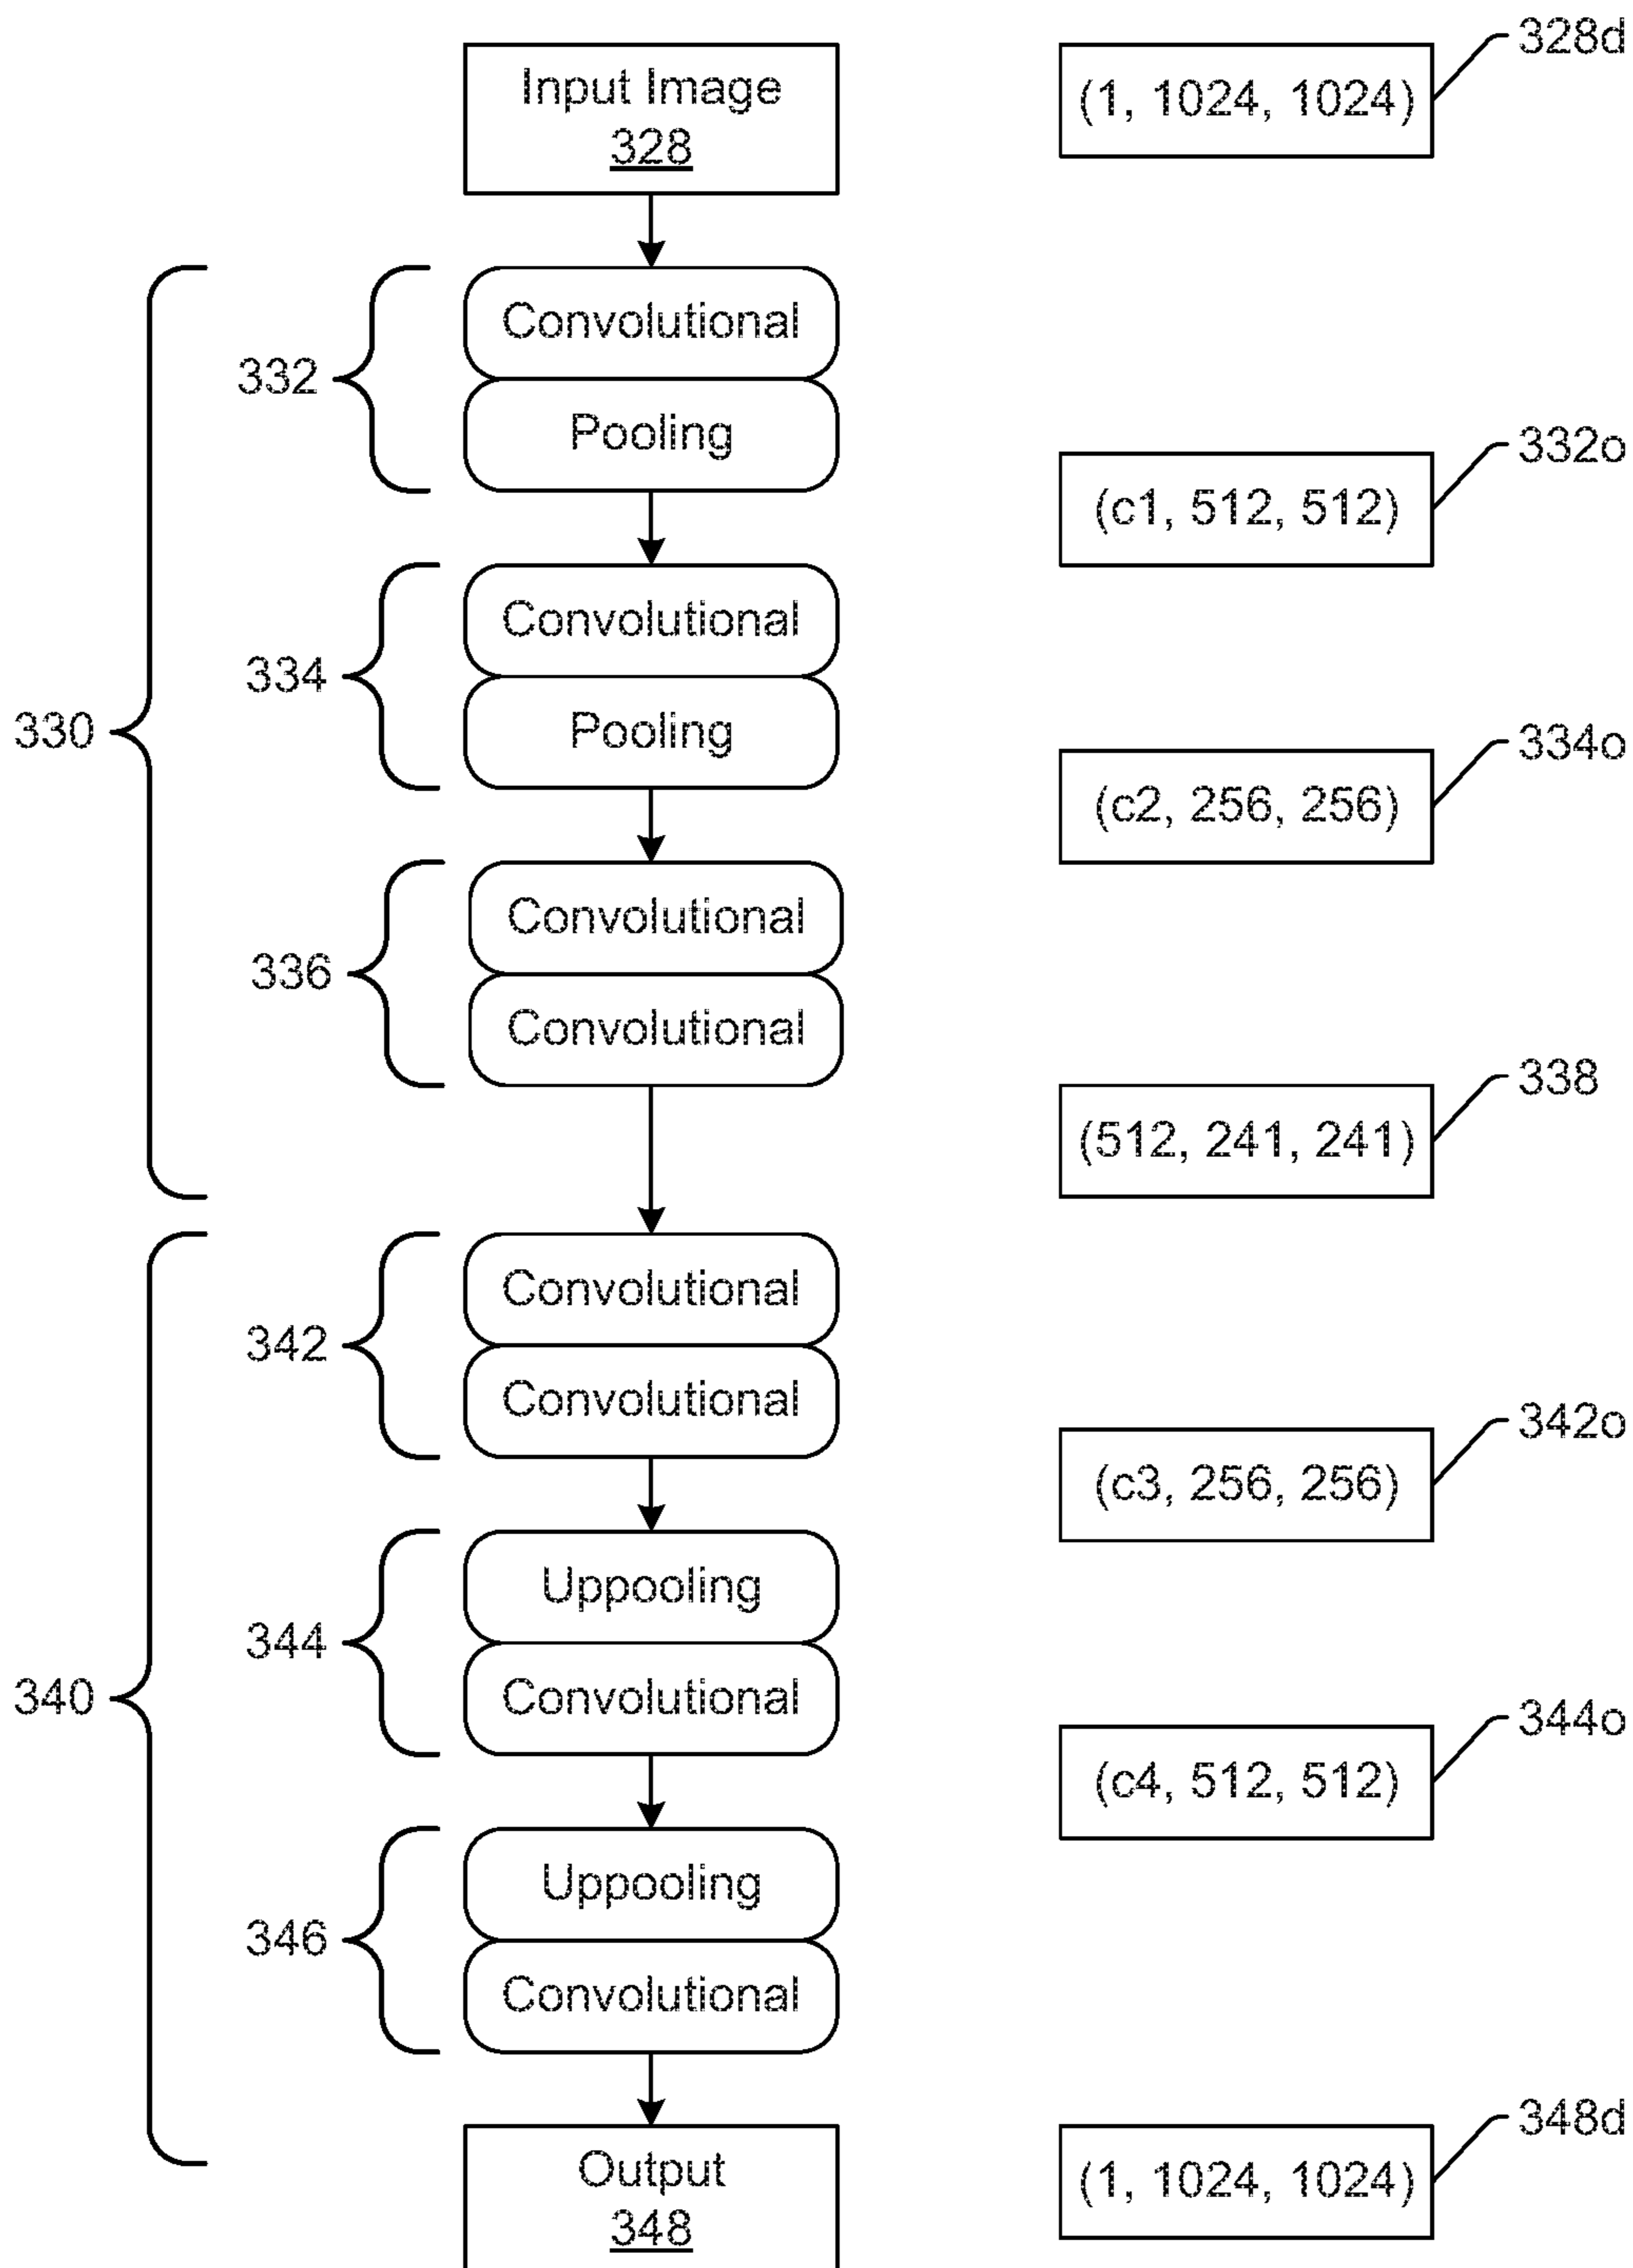 Input Image
328
(1, 1024, 1024)
328d
Convolutional
332
Pooling
332o
(c1, 512, 512)
Convolutional
334
Pooling
330
334o
(c2, 256, 256)
Convolutional
336
Convolutional
338
(512, 241, 241)
Convolutional
342
Convolutional
342o
(c3, 256, 256)
Uppooling
344
Convolutional
340
344o
(c4, 512, 512)
Uppooling
346
Convolutional
348d
Output
348
(1, 1024, 1024)